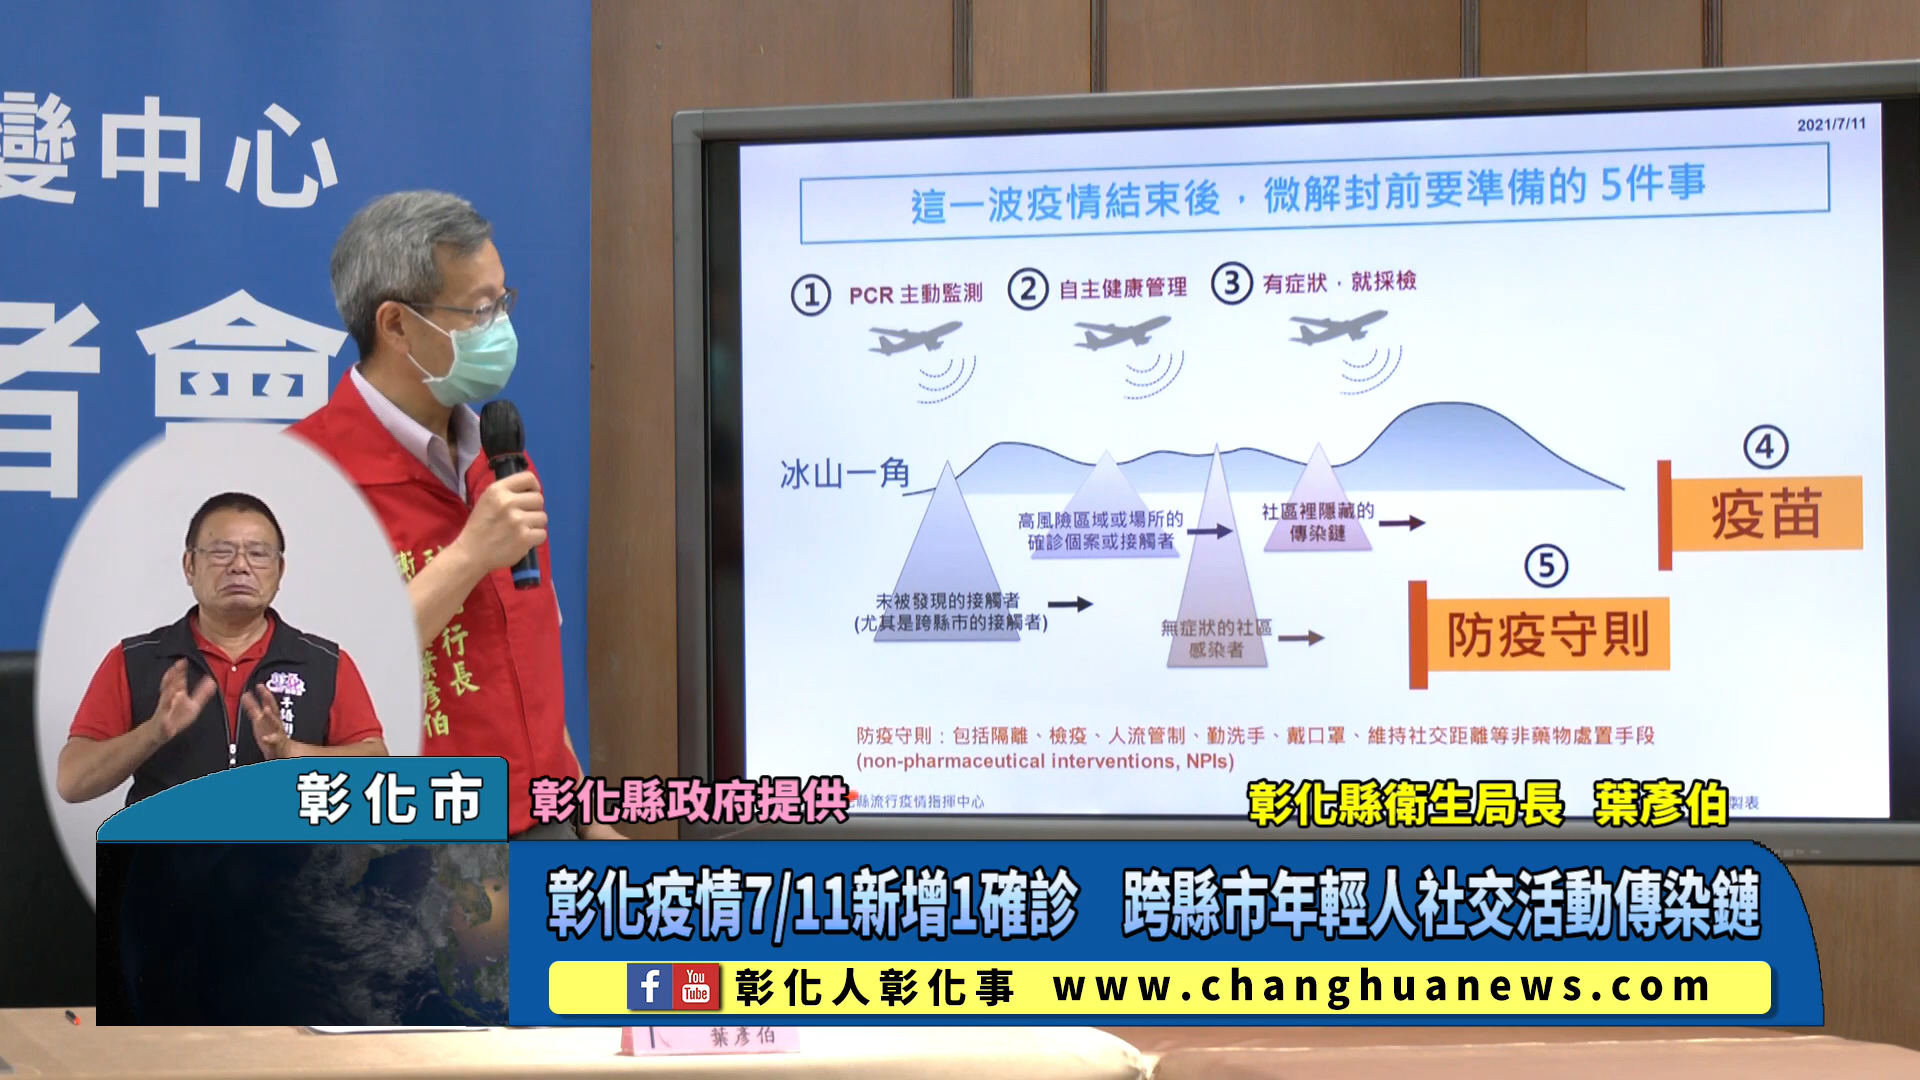 變中心
者會
2021/7/11
這一波疫情結束後，微解封前要準備的 5件事
① PCR 主動監測
② 自主健康管理
③ 有症狀，就採檢
冰山一角
高風險區域或場所的
確診個案或接觸者
社區裡隱藏的
傳染鏈
④
疫苗
未被發現的接觸者
(尤其是跨縣市的接觸者)
無症狀的社區
感染者
⑤
防疫守則
防疫守則：包括隔離、檢疫、人流管制、勤洗手、戴口罩、維持社交距離等非藥物處置手段
(non-pharmaceutical interventions, NPIs)
縣流行疫情指揮中心
製表
行長
葉彥伯
彰化市
彰化縣政府提供
彰化縣衛生局長 葉彥伯
彰化疫情7/11新增1確診 跨縣市年輕人社交活動傳染鏈
f You Tube 彰化人彰化事 www.changhuanews.com
葉彥伯